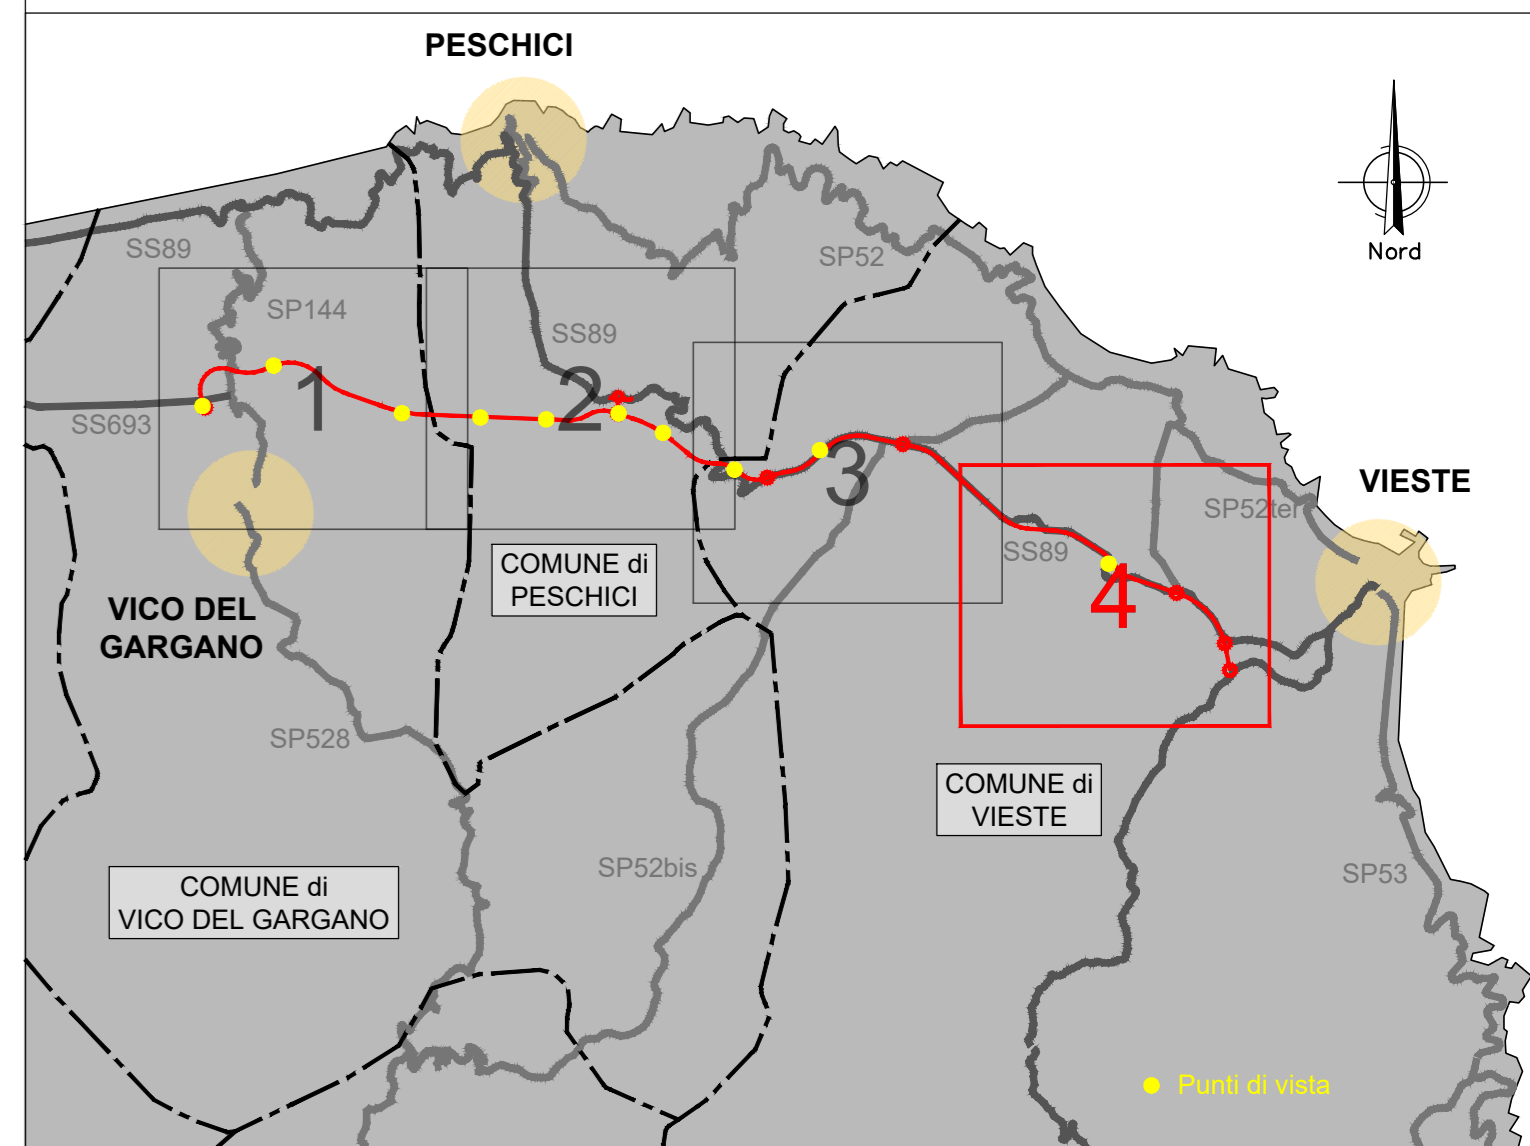 PESCHICI
Nord
SS89
SP52
SP144
SS89
1
2
SS693
3
VIESTE
SP52ter
SS89
4
COMUNE di
PESCHICI
VICO DEL
GARGANO
SP528
COMUNE di
VIESTE
SP52bis
SP53
COMUNE di
VICO DEL GARGANO
Punti di vista